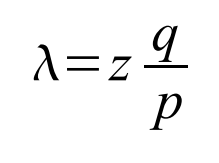 λ = z q/p